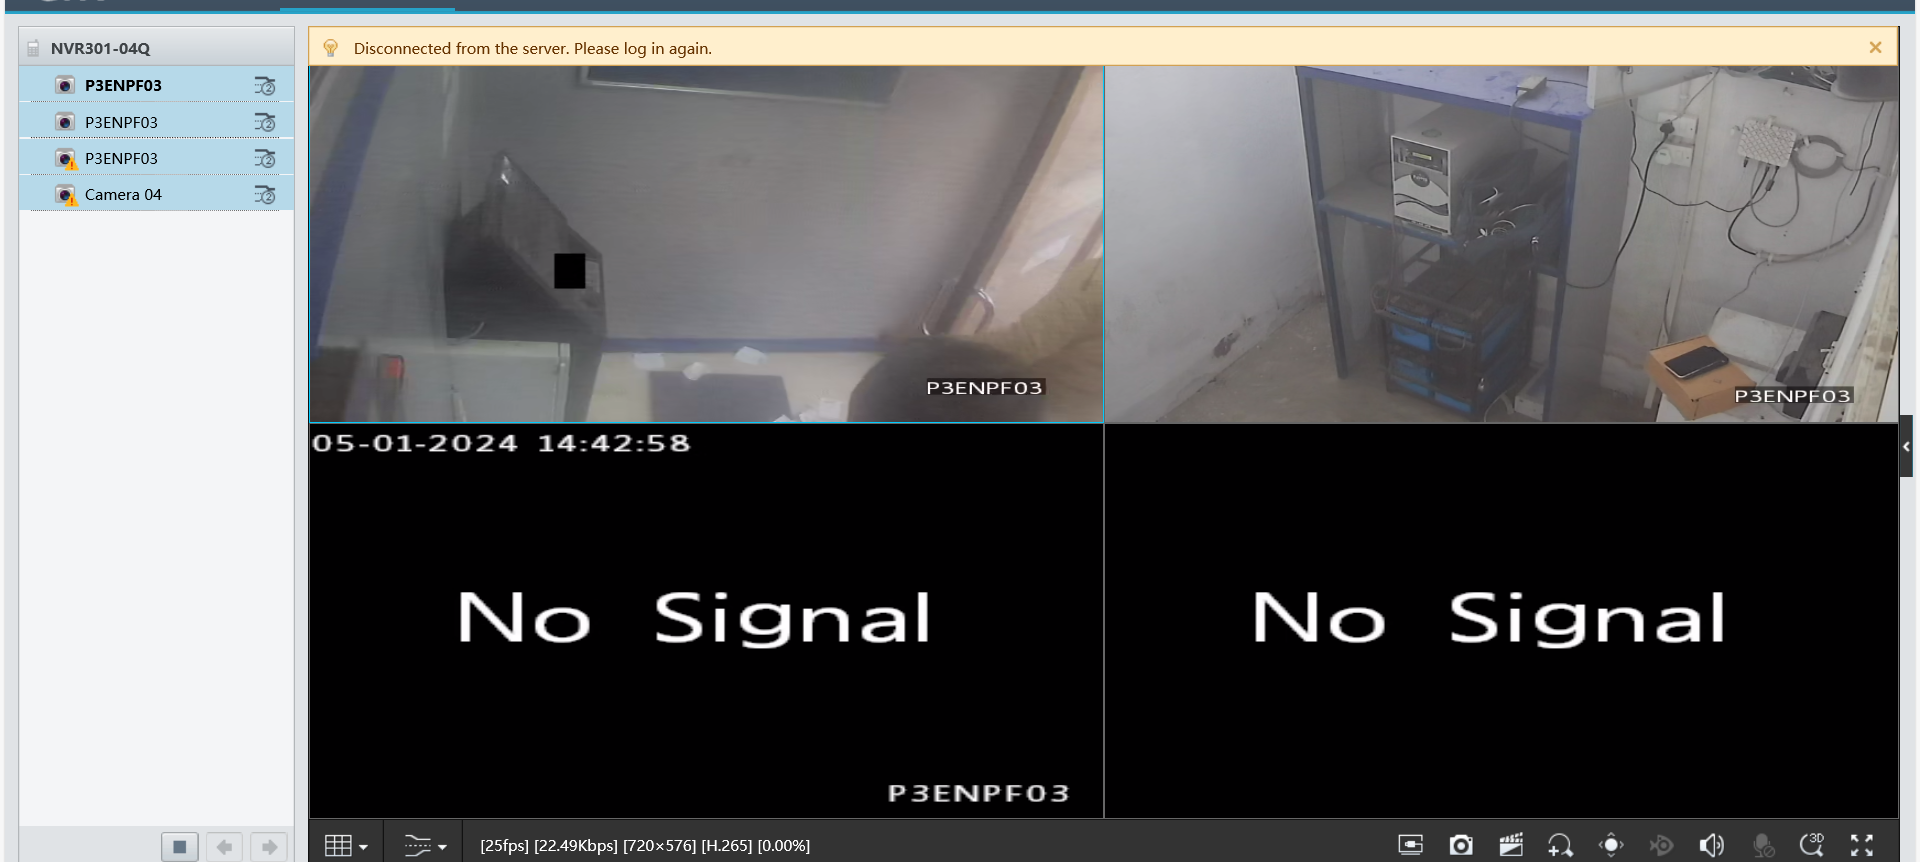 NVR301-04Q
P3ENPF03
P3ENPF03
P3ENPF03
Camera 04
Disconnected from the server. Please log in again.
P3ENPF03
P3ENPF03
05-01-2024 14:42:58
No Signal
P3ENPF03
No Signal
[25fps] [22.49Kbps] [720×576] [H.265] [0.00%]
3D